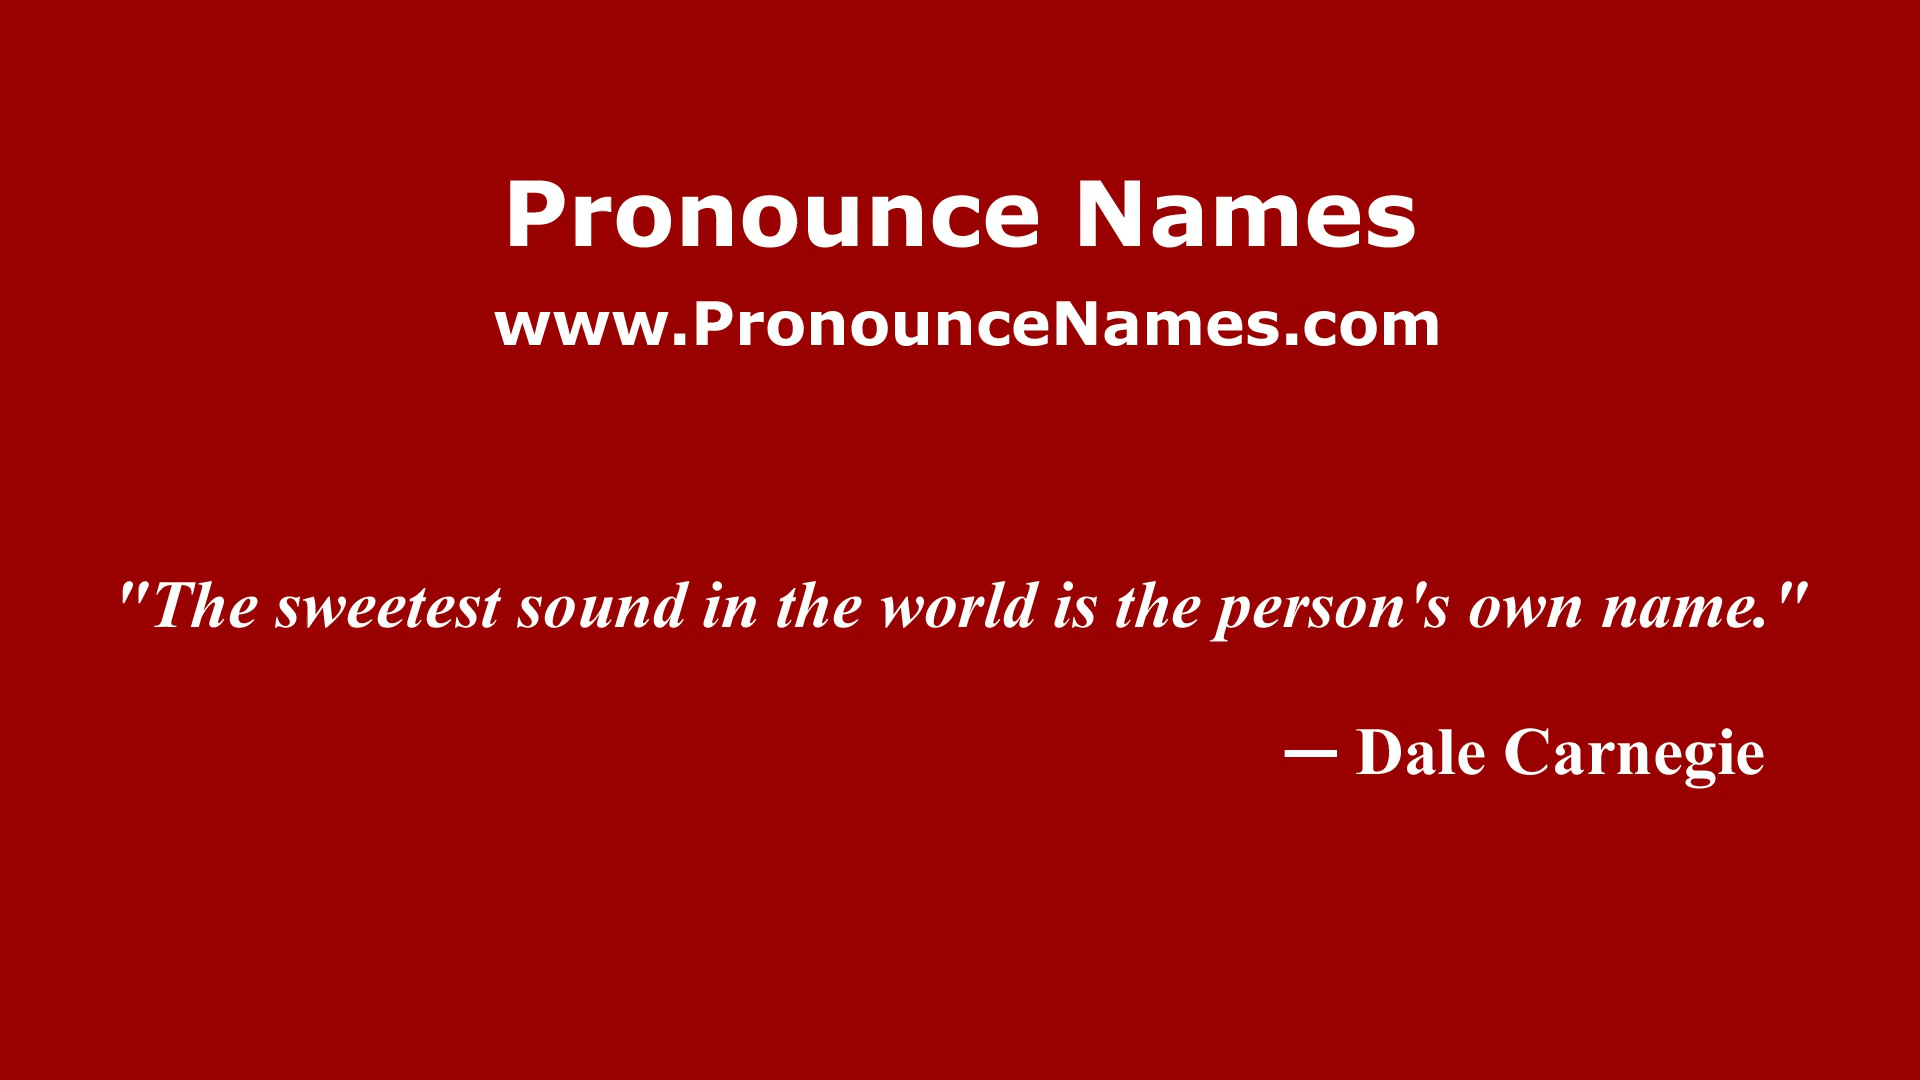 Pronounce Names
www.PronounceNames.com
"The sweetest sound in the world is the person's own name."
— Dale Carnegie